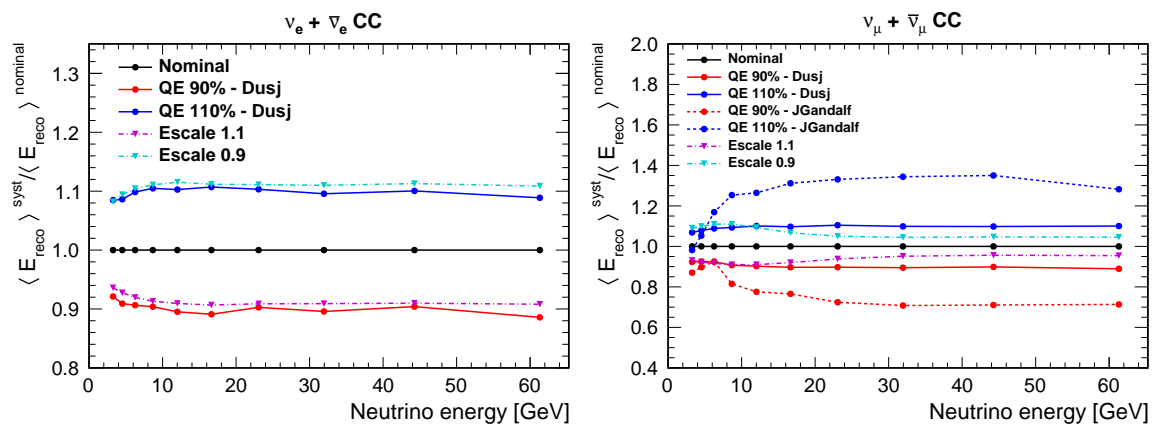 νe + ν̄e CC
⟨ E_reco ⟩ syst / ⟨ E_reco ⟩ nominal
1.3
1.2
1.1
1.0
0.9
0.8
Nominal
QE 90% - Dusj
QE 110% - Dusj
Escale 1.1
Escale 0.9
0 10 20 30 40 50 60
Neutrino energy [GeV]
νμ + ν̄μ CC
⟨ E_reco ⟩ syst / ⟨ E_reco ⟩ nominal
2.0
1.8
1.6
1.4
1.2
1.0
0.8
0.6
0.4
Nominal
QE 90% - Dusj
QE 110% - Dusj
QE 90% - JGandalf
QE 110% - JGandalf
Escale 1.1
Escale 0.9
0 10 20 30 40 50 60
Neutrino energy [GeV]